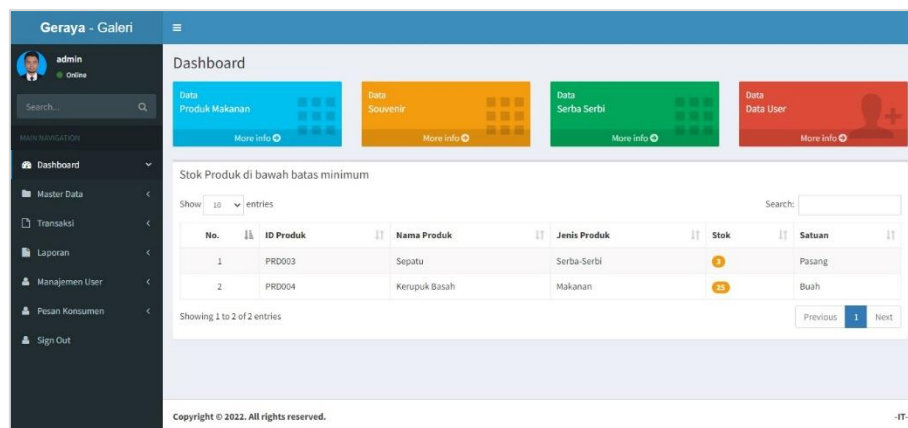 Geraya - Galeri
admin
Online
Search...
MAIN NAVIGATION
Dashboard
Master Data
Transaksi
Laporan
Manajemen User
Pesan Konsumen
Sign Out
Dashboard
Data
Produk Makanan
More info
Data
Souvenir
More info
Data
Serba Serbi
More info
Data
Data User
More info
Stok Produk di bawah batas minimum
Show 10 entries
Search:
No. ID Produk Nama Produk Jenis Produk Stok Satuan
1 PRD003 Sepatu Serba-Serbi 3 Pasang
2 PRD004 Kerupuk Basah Makanan 25 Buah
Showing 1 to 2 of 2 entries
Previous 1 Next
Copyright © 2022. All rights reserved.
-IT-